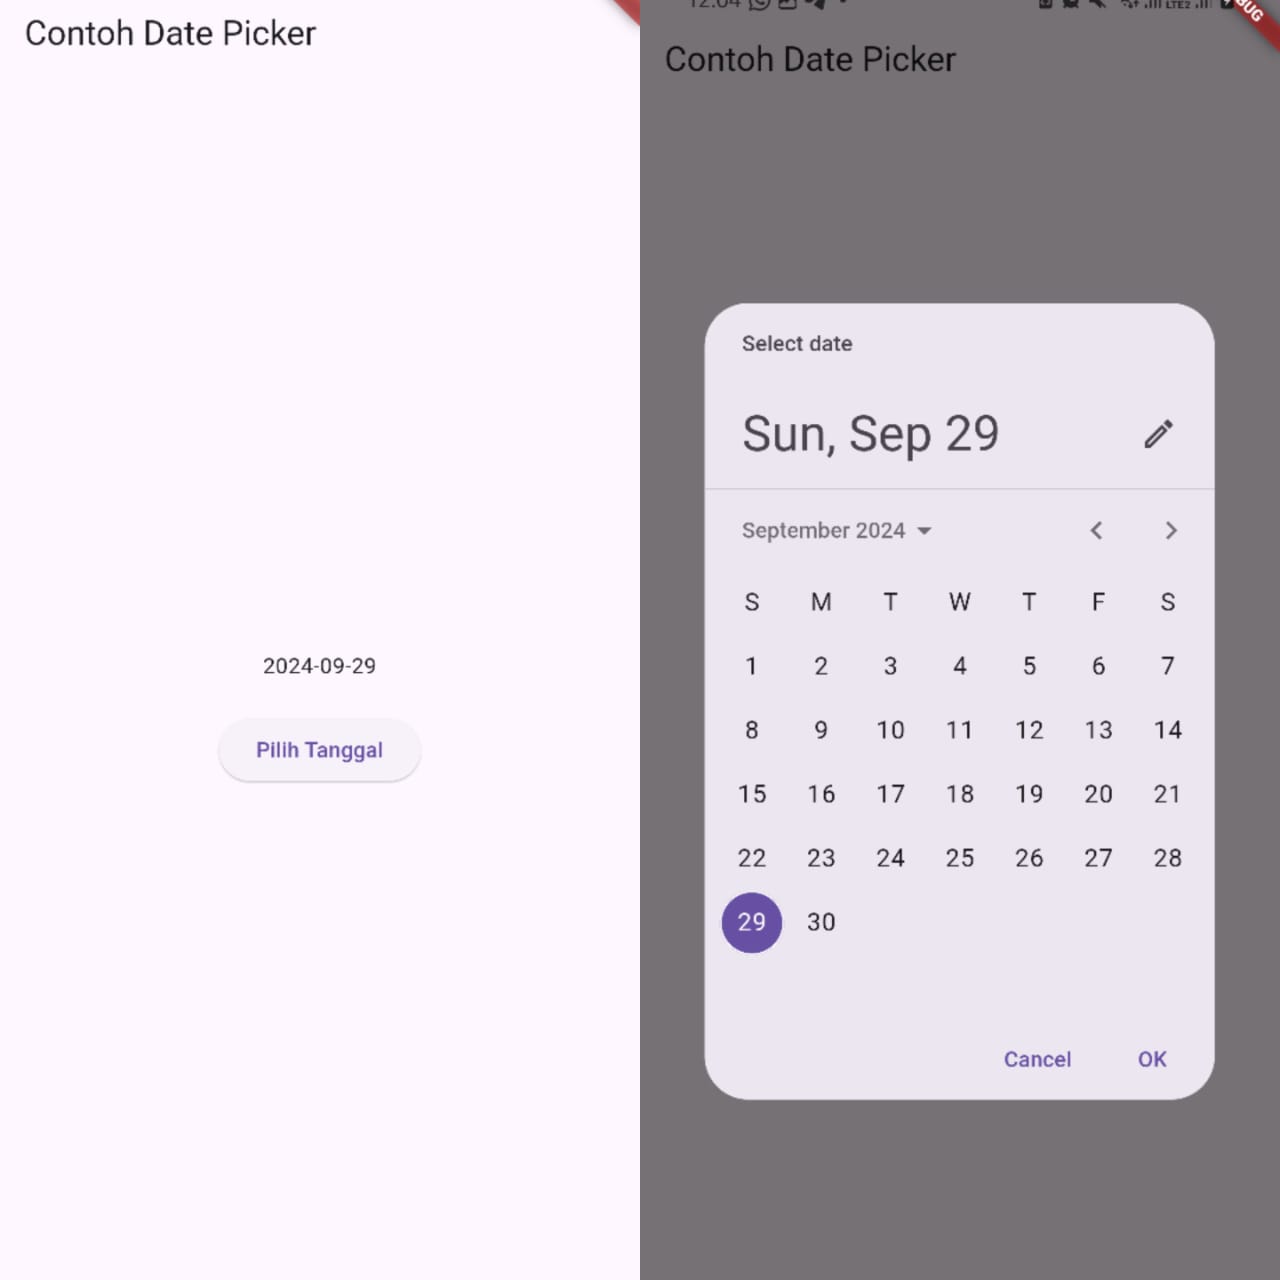 Contoh Date Picker
2024-09-29
Pilih Tanggal
12:04
LTE2
Contoh Date Picker
Select date
Sun, Sep 29
September 2024
S M T W T F S
1 2 3 4 5 6 7
8 9 10 11 12 13 14
15 16 17 18 19 20 21
22 23 24 25 26 27 28
29 30
Cancel OK